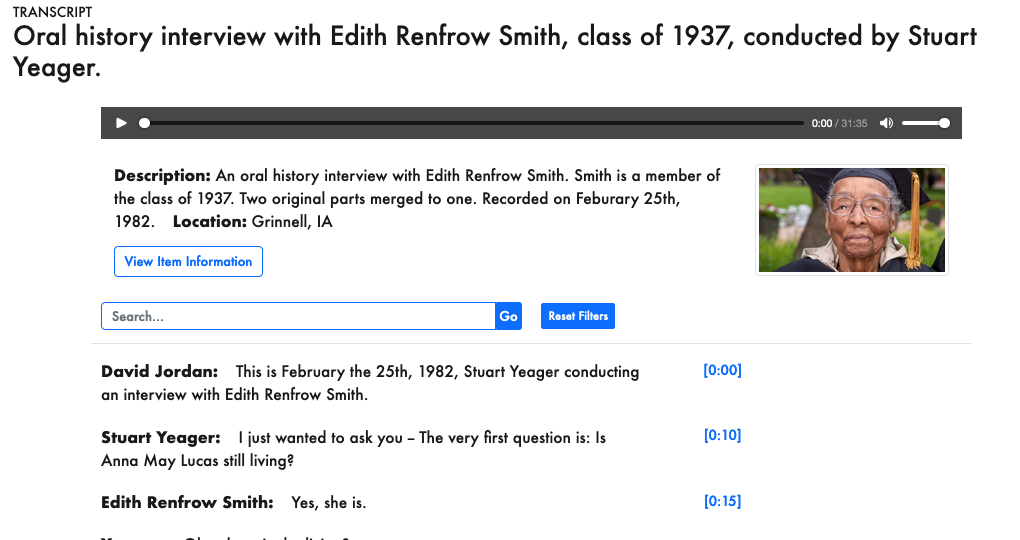 TRANSCRIPT
Oral history interview with Edith Renfrow Smith, class of 1937, conducted by Stuart
Yeager.
0:00 / 31:35
Description: An oral history interview with Edith Renfrow Smith. Smith is a member of
the class of 1937. Two original parts merged to one. Recorded on Feburary 25th,
1982. Location: Grinnell, IA
View Item Information
Search... Go Reset Filters
David Jordan: This is February the 25th, 1982, Stuart Yeager conducting [0:00]
an interview with Edith Renfrow Smith.
Stuart Yeager: I just wanted to ask you – The very first question is: Is [0:10]
Anna May Lucas still living?
Edith Renfrow Smith: Yes, she is. [0:15]